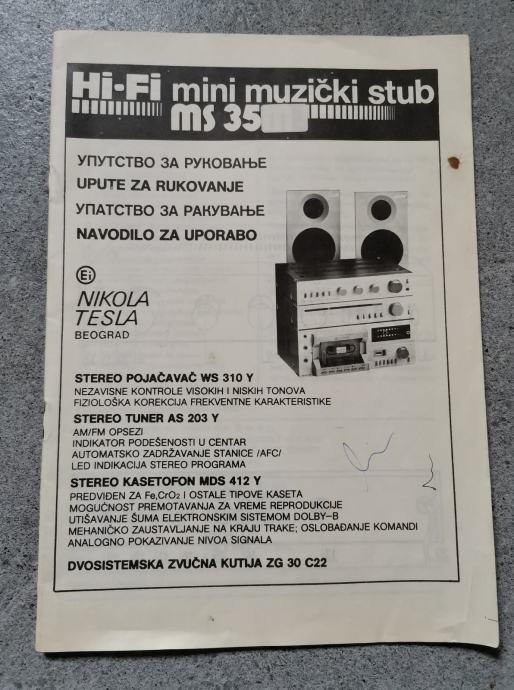 Hi-Fi mini muzički stub
MS 35
УПУТСТВО ЗА РУКОВАЊЕ
UPUTE ZA RUKOVANJE
УПАТСТВО ЗА РАКУВАЊЕ
NAVODILO ZA UPORABO
Ei
NIKOLA
TESLA
BEOGRAD
STEREO POJAČAVAČ WS 310 Y
NEZAVISNE KONTROLE VISOKIH I NISKIH TONOVA
FIZIOLOŠKA KOREKCIJA FREKVENTNE KARAKTERISTIKE
STEREO TUNER AS 203 Y
AM/FM OPSEZI
INDIKATOR PODEŠENOSTI U CENTAR
AUTOMATSKO ZADRŽAVANJE STANICE /AFC/
LED INDIKACIJA STEREO PROGRAMA
STEREO KASETOFON MDS 412 Y
PREDVIĐEN ZA Fe,CrO₂ I OSTALE TIPOVE KASETA
MOGUĆNOST PREMOTAVANJA ZA VREME REPRODUKCIJE
UTIŠAVANJE ŠUMA ELEKTRONSKIM SISTEMOM DOLBY-B
MEHANIČKO ZAUSTAVLJANJE NA KRAJU TRAKE; OSLOBAĐANJE KOMANDI
ANALOGNO POKAZIVANJE NIVOA SIGNALA
DVOSISTEMSKA ZVUČNA KUTIJA ZG 30 C22